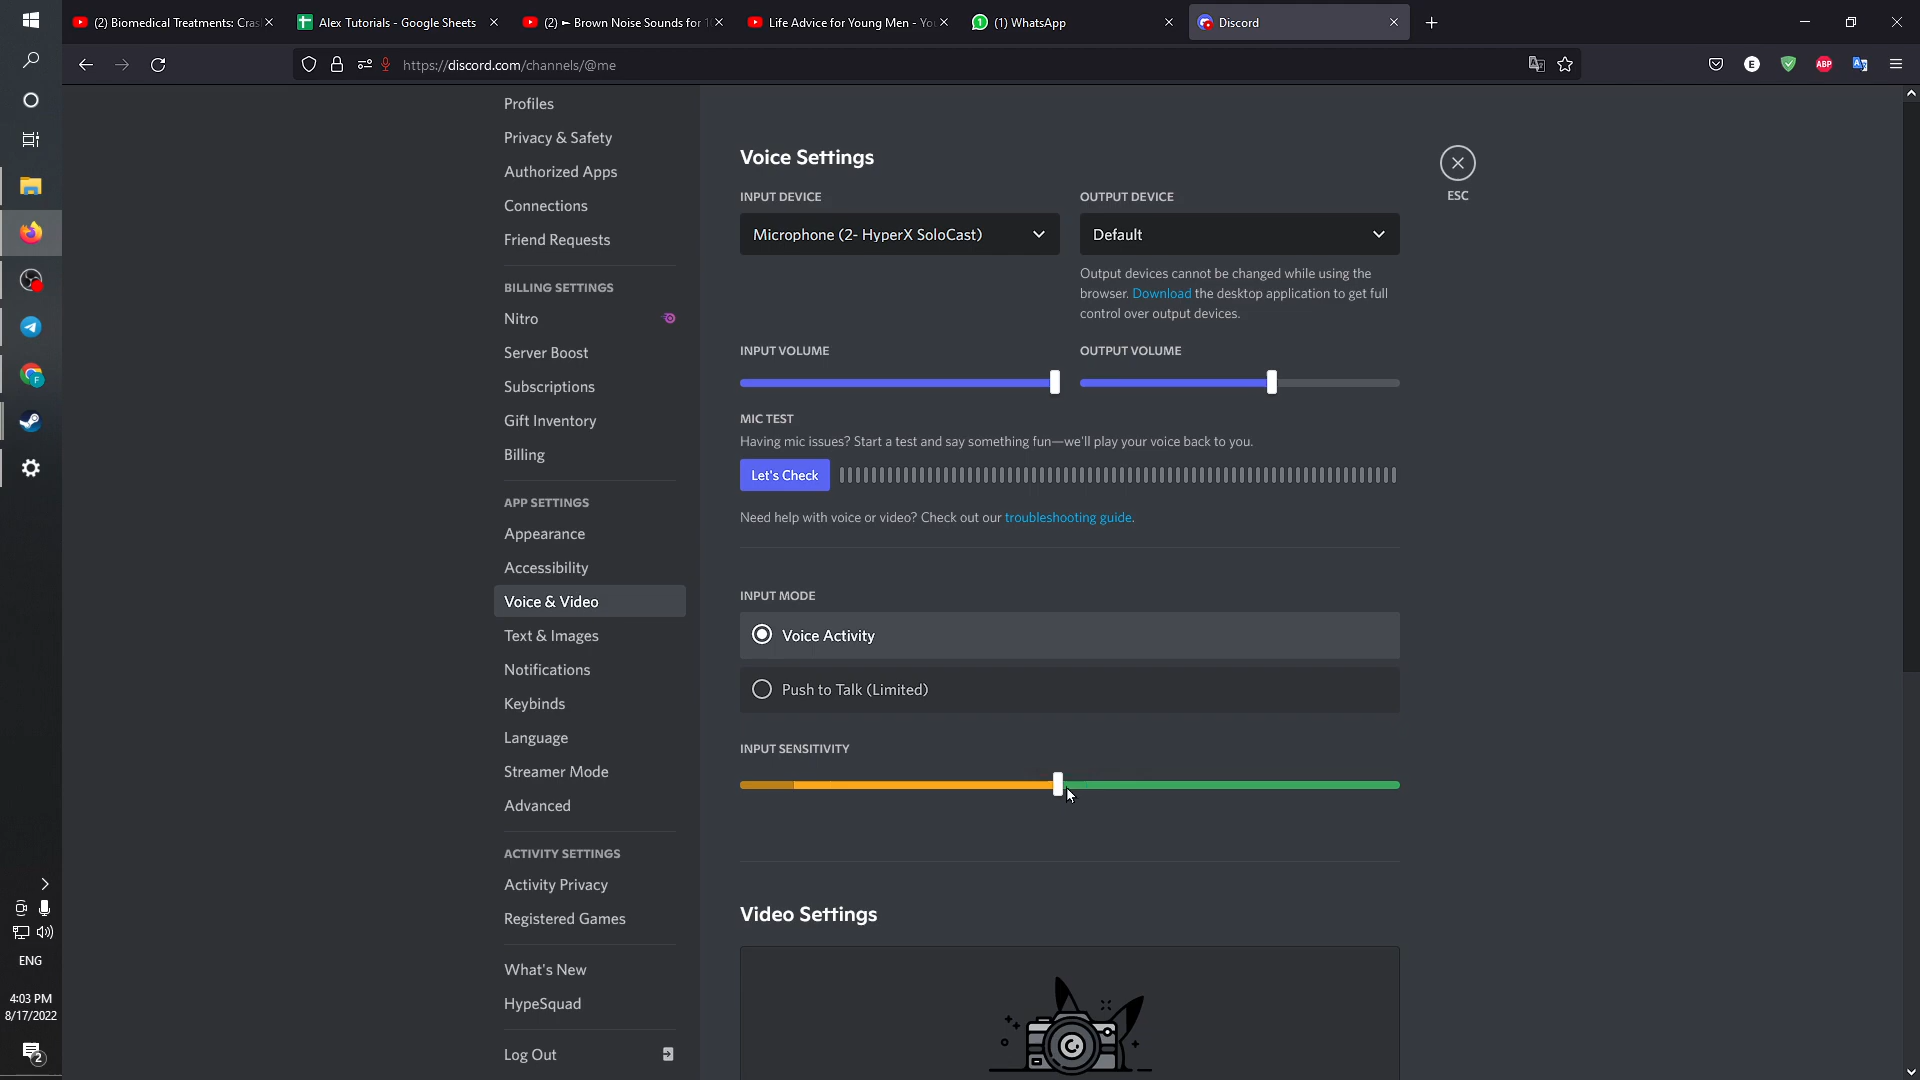 (2) Biomedical Treatments: Cras
Alex Tutorials - Google Sheets
(2) ► Brown Noise Sounds for 1
Life Advice for Young Men - You
(1) WhatsApp
Discord
https://discord.com/channels/@me
E
ABP
Profiles
Privacy & Safety
Authorized Apps
Connections
Friend Requests
BILLING SETTINGS
Nitro
Server Boost
Subscriptions
Gift Inventory
Billing
APP SETTINGS
Appearance
Accessibility
Voice & Video
Text & Images
Notifications
Keybinds
Language
Streamer Mode
Advanced
ACTIVITY SETTINGS
Activity Privacy
Registered Games
What's New
HypeSquad
Log Out
Voice Settings
INPUT DEVICE
Microphone (2- HyperX SoloCast)
OUTPUT DEVICE
Default
Output devices cannot be changed while using the
browser. Download the desktop application to get full
control over output devices.
ESC
INPUT VOLUME
OUTPUT VOLUME
MIC TEST
Having mic issues? Start a test and say something fun—we'll play your voice back to you.
Let's Check
Need help with voice or video? Check out our troubleshooting guide.
INPUT MODE
Voice Activity
Push to Talk (Limited)
INPUT SENSITIVITY
Video Settings
ENG
4:03 PM
8/17/2022
2